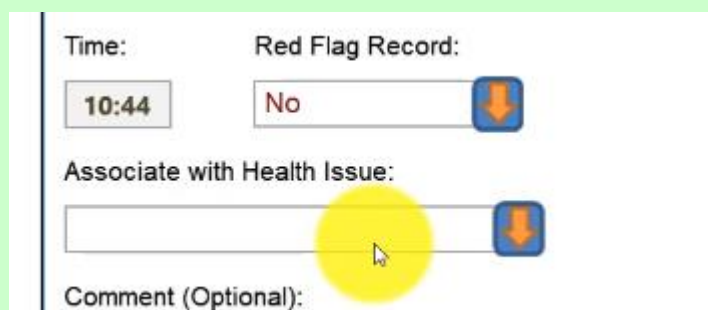 Time: Red Flag Record:
10:44 No
Associate with Health Issue:
Comment (Optional):